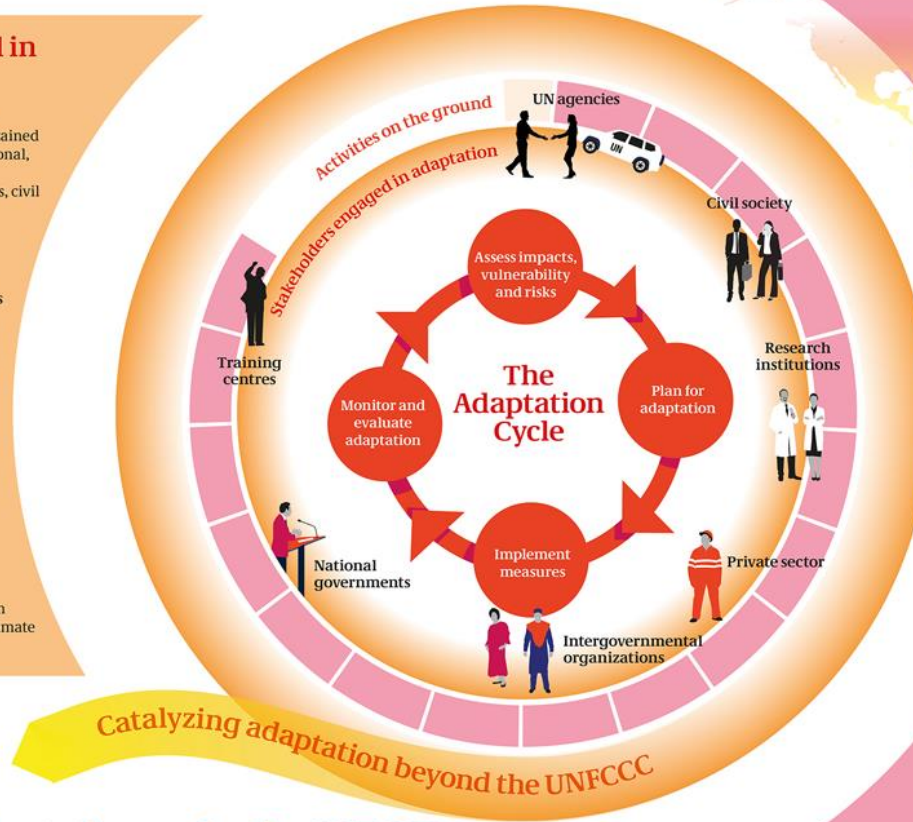 l in
ained
onal,
s, civil
s
n
mate
Activities on the ground
Stakeholders engaged in adaptation
UN agencies
UN
Civil society
Research
institutions
Private sector
Intergovernmental
organizations
National
governments
Training
centres
The
Adaptation
Cycle
Assess impacts,
vulnerability
and risks
Plan for
adaptation
Implement
measures
Monitor and
evaluate
adaptation
Catalyzing adaptation beyond the UNFCCC